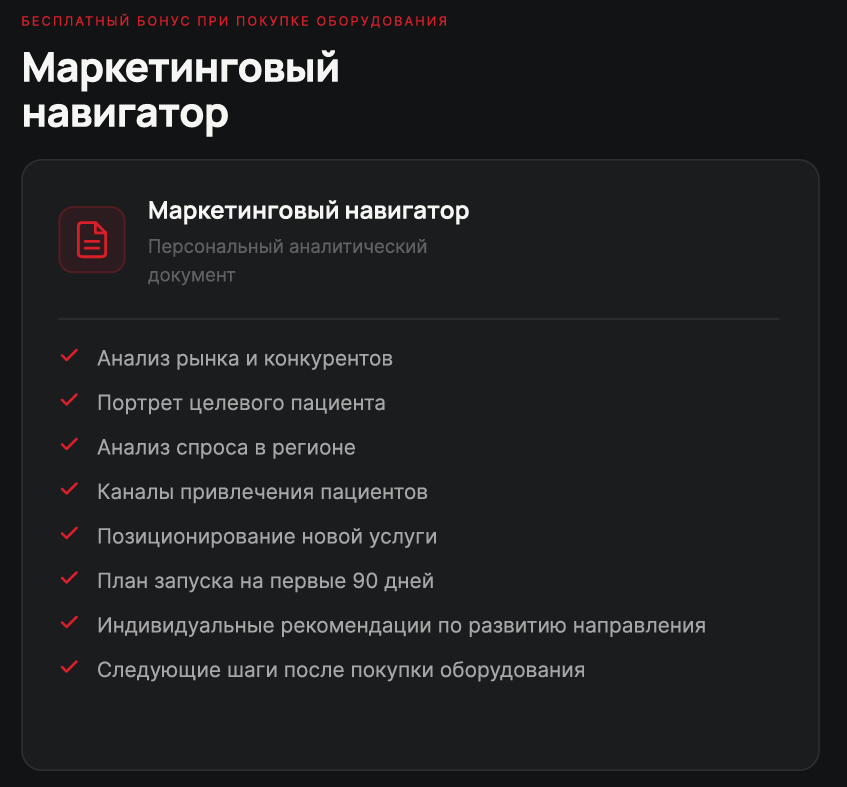 БЕСПЛАТНЫЙ БОНУС ПРИ ПОКУПКЕ ОБОРУДОВАНИЯ
Маркетинговый
навигатор
Маркетинговый навигатор
Персональный аналитический
документ
Анализ рынка и конкурентов
Портрет целевого пациента
Анализ спроса в регионе
Каналы привлечения пациентов
Позиционирование новой услуги
План запуска на первые 90 дней
Индивидуальные рекомендации по развитию направления
Следующие шаги после покупки оборудования